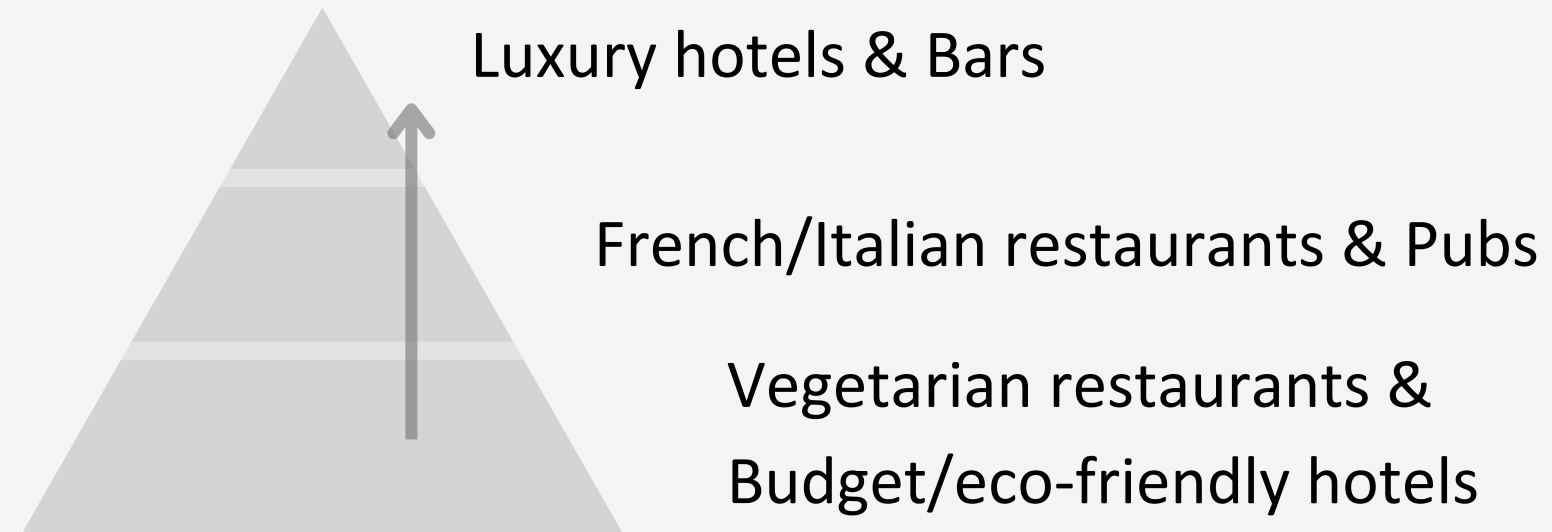 Luxury hotels & Bars
French/Italian restaurants & Pubs
Vegetarian restaurants &
Budget/eco-friendly hotels